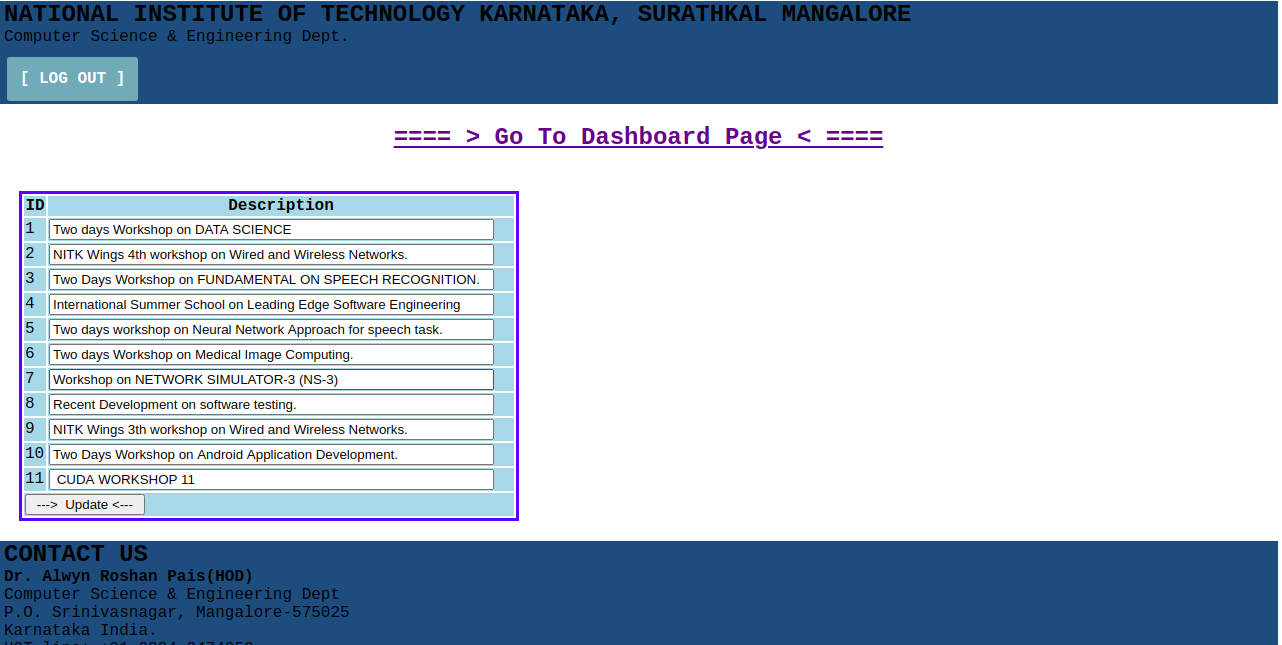 NATIONAL INSTITUTE OF TECHNOLOGY KARNATAKA, SURATHKAL MANGALORE
Computer Science & Engineering Dept.
[ LOG OUT ]
==== > Go To Dashboard Page < ====
ID Description
1 Two days Workshop on DATA SCIENCE
2 NITK Wings 4th workshop on Wired and Wireless Networks.
3 Two Days Workshop on FUNDAMENTAL ON SPEECH RECOGNITION.
4 International Summer School on Leading Edge Software Engineering
5 Two days workshop on Neural Network Approach for speech task.
6 Two days Workshop on Medical Image Computing.
7 Workshop on NETWORK SIMULATOR-3 (NS-3)
8 Recent Development on software testing.
9 NITK Wings 3th workshop on Wired and Wireless Networks.
10 Two Days Workshop on Android Application Development.
11 CUDA WORKSHOP 11
---> Update <---
CONTACT US
Dr. Alwyn Roshan Pais(HOD)
Computer Science & Engineering Dept
P.O. Srinivasnagar, Mangalore-575025
Karnataka India.